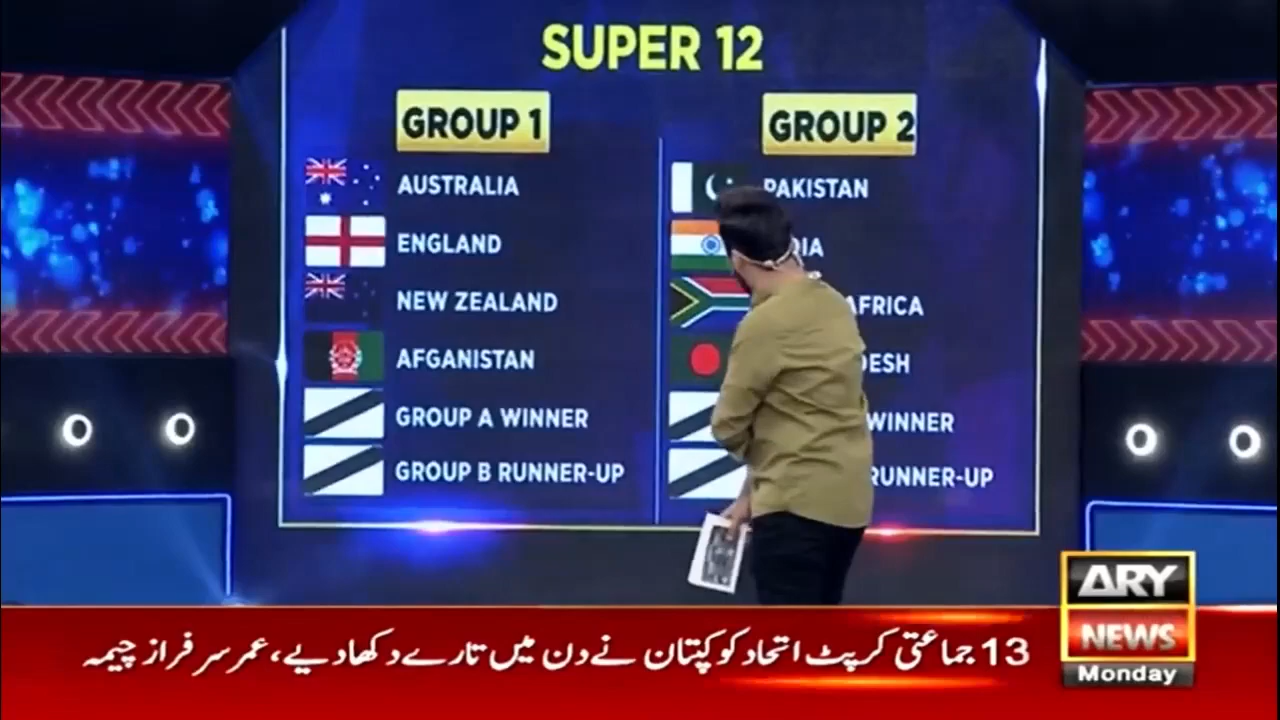 SUPER 12
GROUP 1
AUSTRALIA
ENGLAND
NEW ZEALAND
AFGANISTAN
GROUP A WINNER
GROUP B RUNNER-UP
GROUP 2
PAKISTAN
IA
AFRICA
DESH
WINNER
RUNNER-UP
ARY
NEWS
Monday
13 جماعتی کرپٹ اتحاد کو کپتان نے دن میں تارے دکھا دیے، عمر سرفراز چیمہ